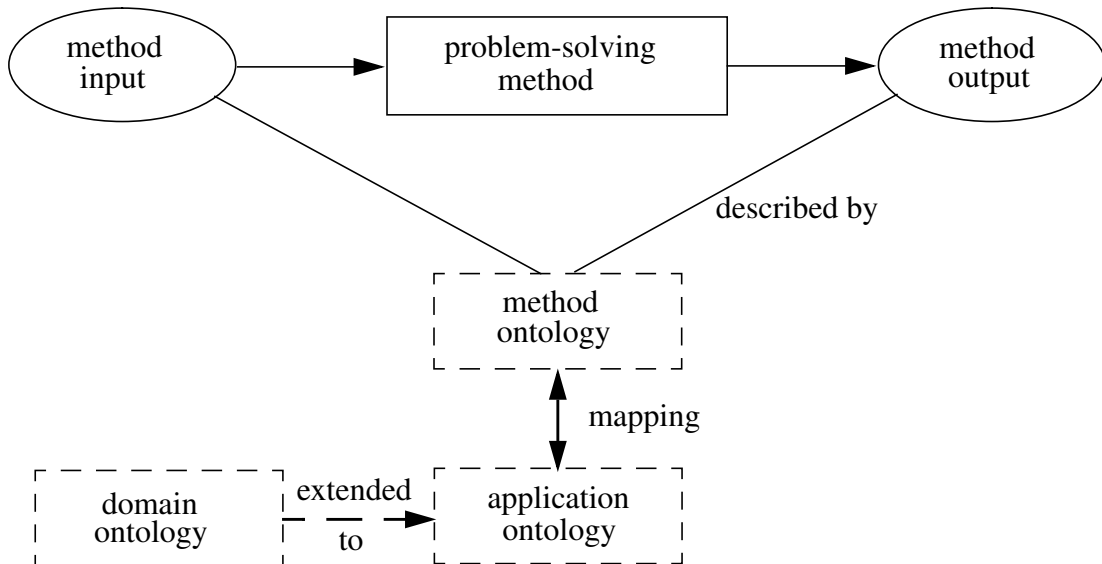 method
input
problem-solving
method
method
output
described by
method
ontology
mapping
domain
ontology
extended
to
application
ontology